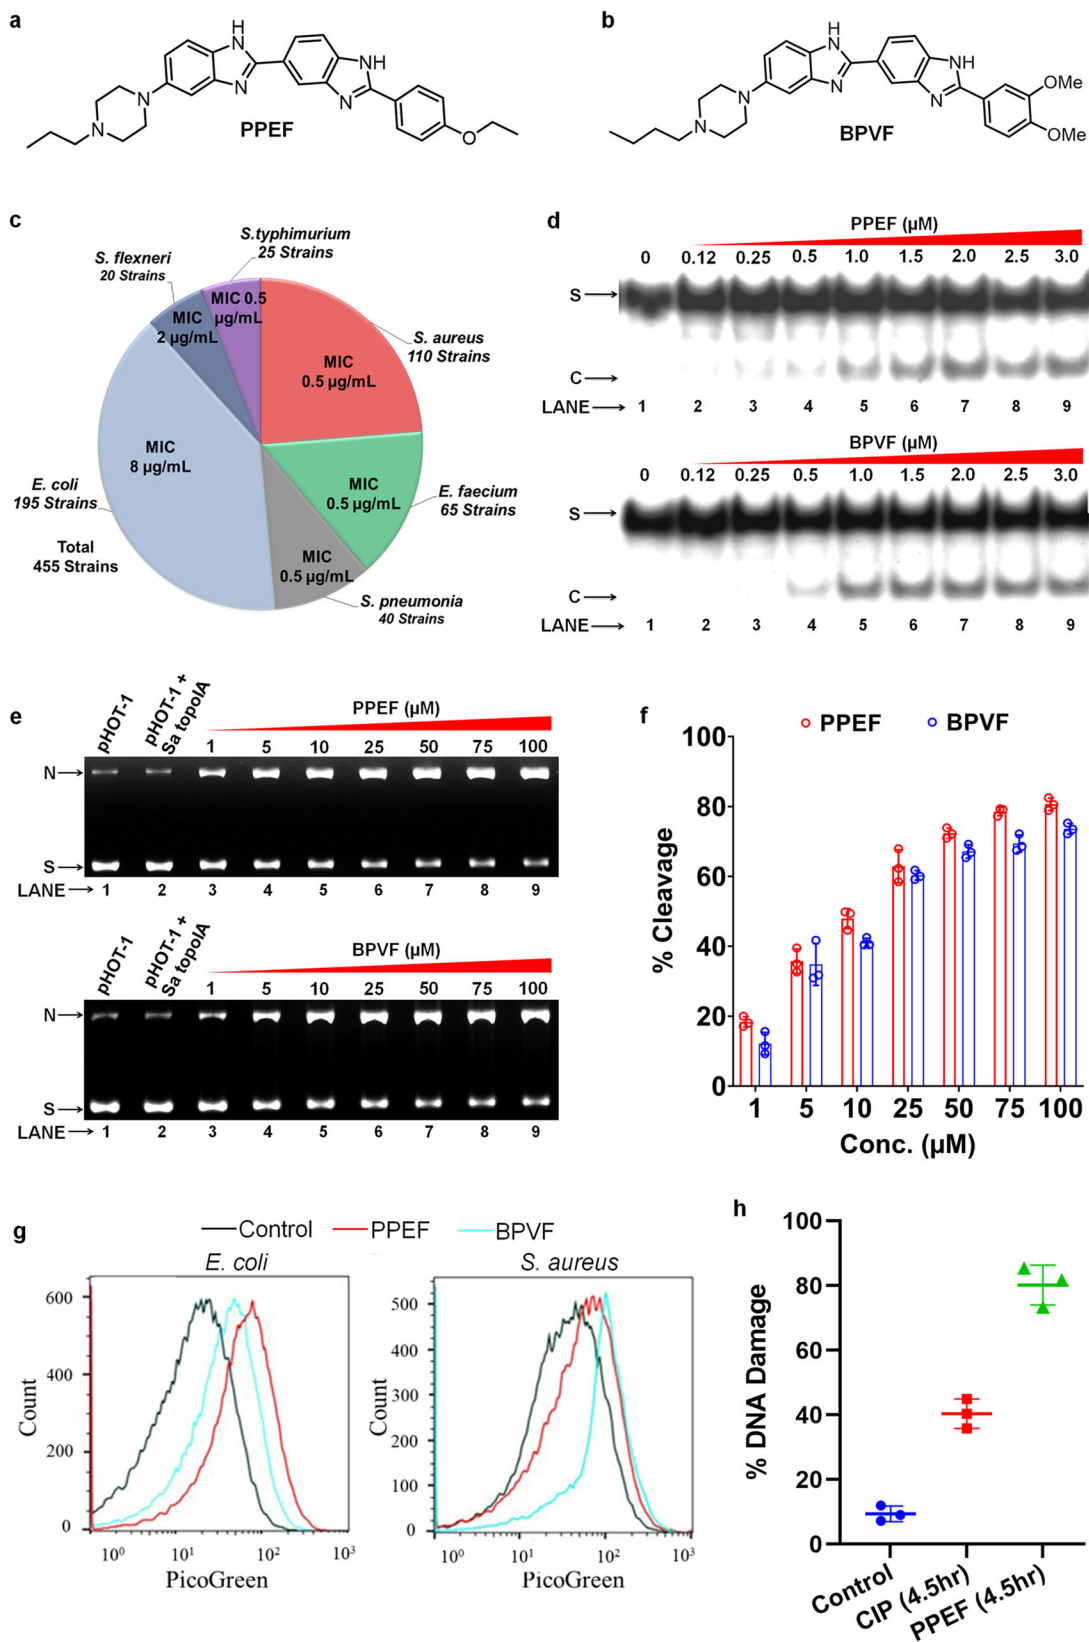 a
H
N
N
NH
N
N
N
O
PPEF
b
H
N
N
NH
N
N
N
OMe
OMe
BPVF
c
S.typhimurium
25 Strains
S. flexneri
20 Strains
MIC 0.5
µg/mL
MIC
2 µg/mL
S. aureus
110 Strains
MIC
0.5 µg/mL
MIC
8 µg/mL
MIC
0.5 µg/mL
E. coli
195 Strains
E. faecium
65 Strains
Total
455 Strains
MIC
0.5 µg/mL
S. pneumonia
40 Strains
d
PPEF (µM)
0 0.12 0.25 0.5 1.0 1.5 2.0 2.5 3.0
S
C
LANE 1 2 3 4 5 6 7 8 9
BPVF (µM)
0 0.12 0.25 0.5 1.0 1.5 2.0 2.5 3.0
S
C
LANE 1 2 3 4 5 6 7 8 9
e
pHOT-1
pHOT-1 +
Sa topoIA
PPEF (µM)
1 5 10 25 50 75 100
N
S
LANE 1 2 3 4 5 6 7 8 9
pHOT-1
pHOT-1 +
Sa topoIA
BPVF (µM)
1 5 10 25 50 75 100
N
S
LANE 1 2 3 4 5 6 7 8 9
f
PPEF BPVF
% Cleavage
100
80
60
40
20
0
1 5 10 25 50 75 100
Conc. (µM)
g
Control PPEF BPVF
E. coli
Count
600
400
200
0
10⁰ 10¹ 10² 10³
PicoGreen
S. aureus
Count
500
400
300
200
100
0
10⁰ 10¹ 10² 10³
PicoGreen
h
% DNA Damage
100
80
60
40
20
0
Control
CIP (4.5hr)
PPEF (4.5hr)